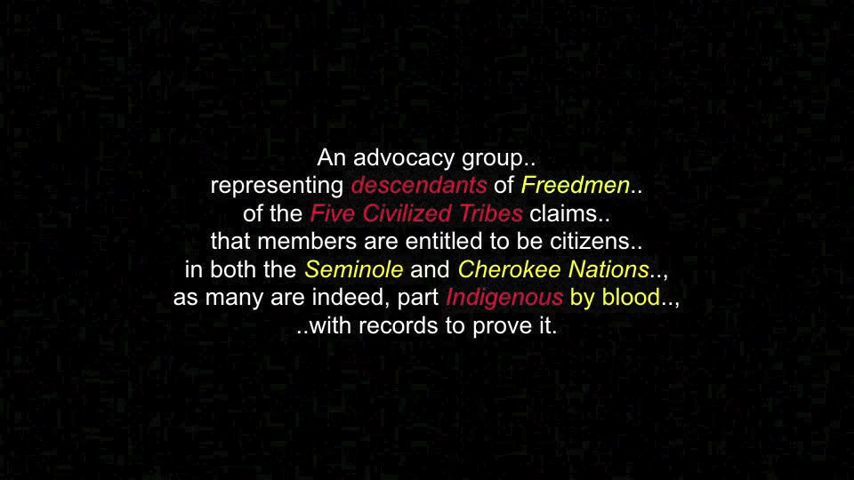 An advocacy group..
representing descendants of Freedmen..
of the Five Civilized Tribes claims..
that members are entitled to be citizens..
in both the Seminole and Cherokee Nations..,
as many are indeed, part Indigenous by blood..,
..with records to prove it.